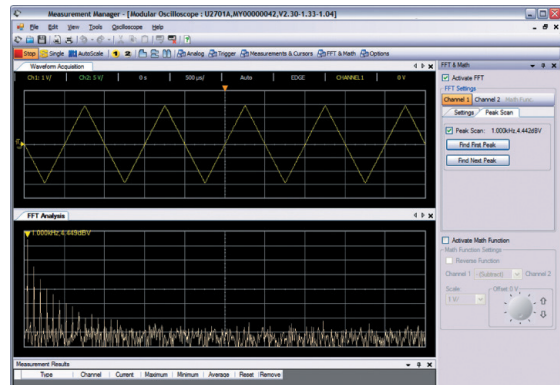 Measurement Manager - [Modular Oscilloscope : U2701A,MY00000042,V2.30-1.33-1.04]
File Edit View Tools Oscilloscope Help
Stop Single AutoScale 1 2 Analog Trigger Measurements & Cursors FFT & Math Options
Waveform Acquistion
Ch1: 1 V/ Ch2: 5 V/ 0 s 500 µs/ Auto EDGE CHANNEL1 0 V
FFT Analysis
1.000kHz,4.449dBV
Measurement Results
Type Channel Current Maximum Minimum Average Reset Remove
FFT & Math
Activate FFT
FFT Settings
Channel 1 Channel 2 Math Func.
Settings Peak Scan
Peak Scan: 1.000kHz,4.442dBV
Find First Peak
Find Next Peak
Activate Math Function
Math Function Settings
Reverse Function
Channel 1 - (Subtract) Channel 2
Scale Offset 0 V